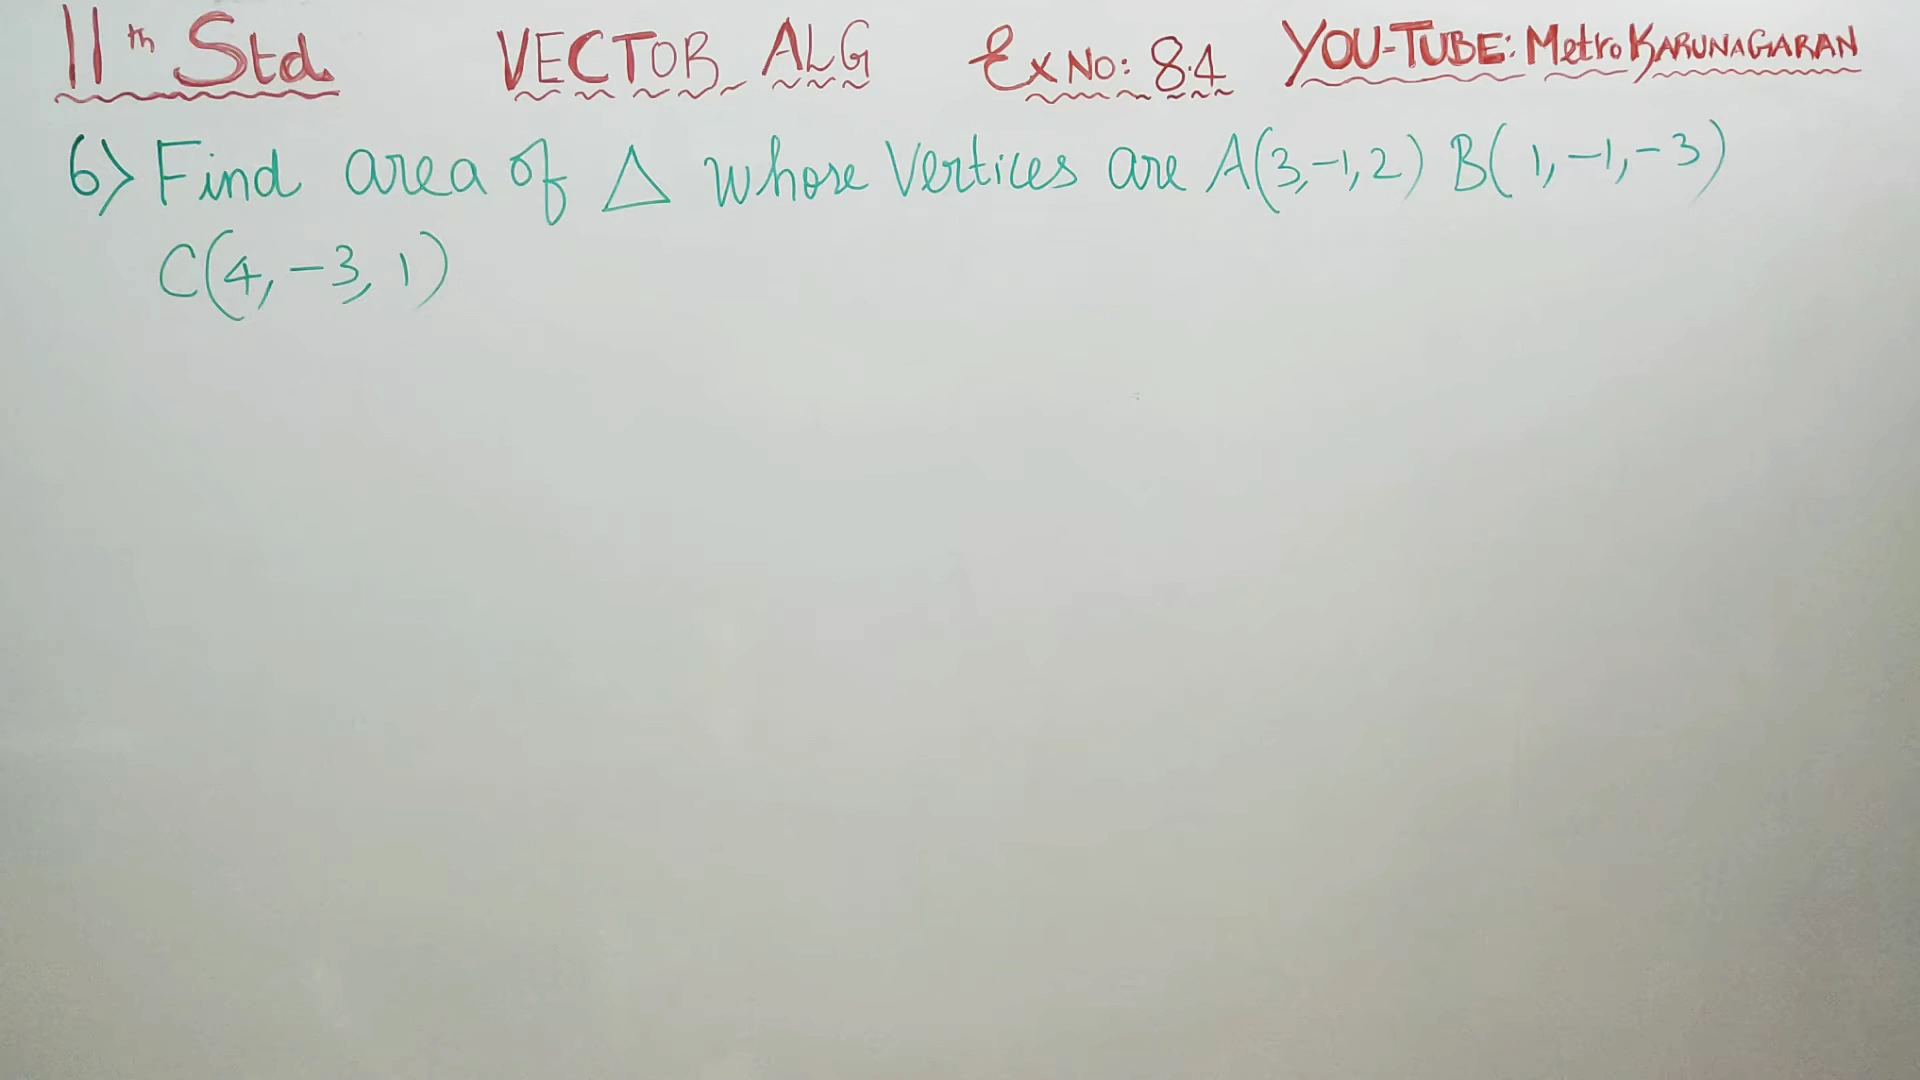 11th Std. VECTOR ALG Ex No: 8.4 YOU-TUBE: Metro KARUNAGARAN
6) Find area of △ whose Vertices are A(3,-1,2) B(1,-1,-3)
C(4,-3,1)